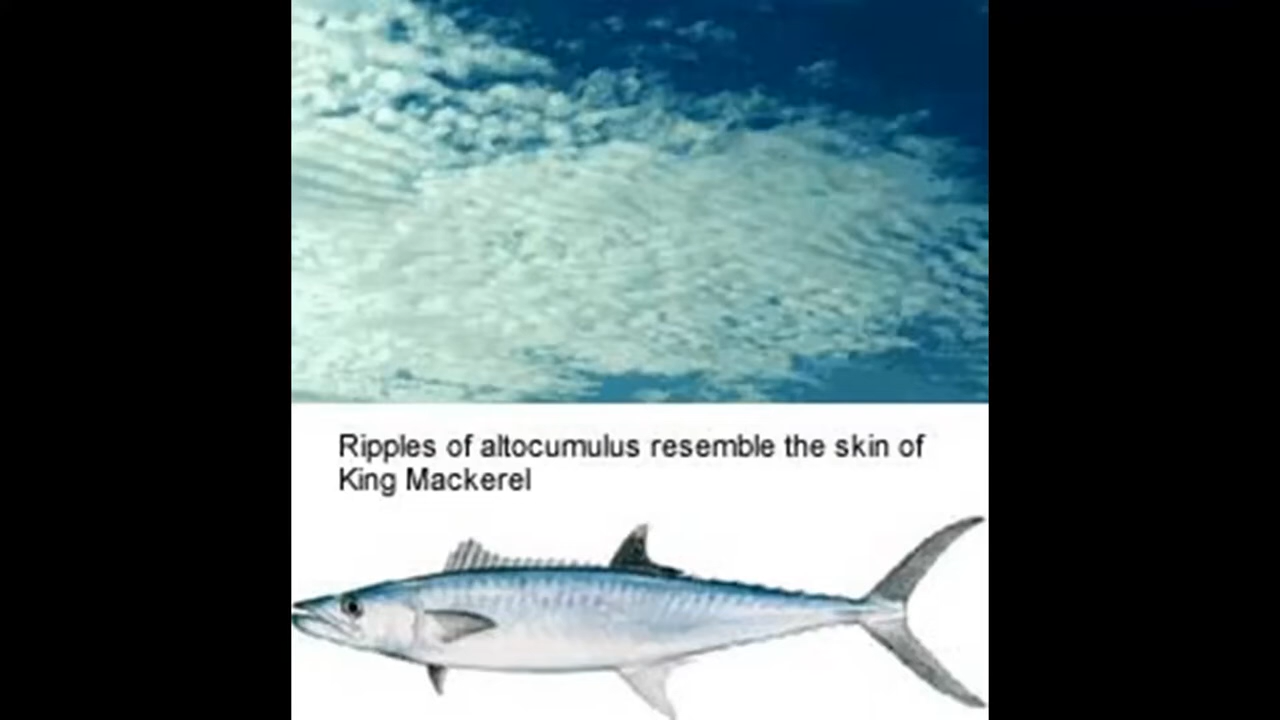 Ripples of altocumulus resemble the skin of
King Mackerel